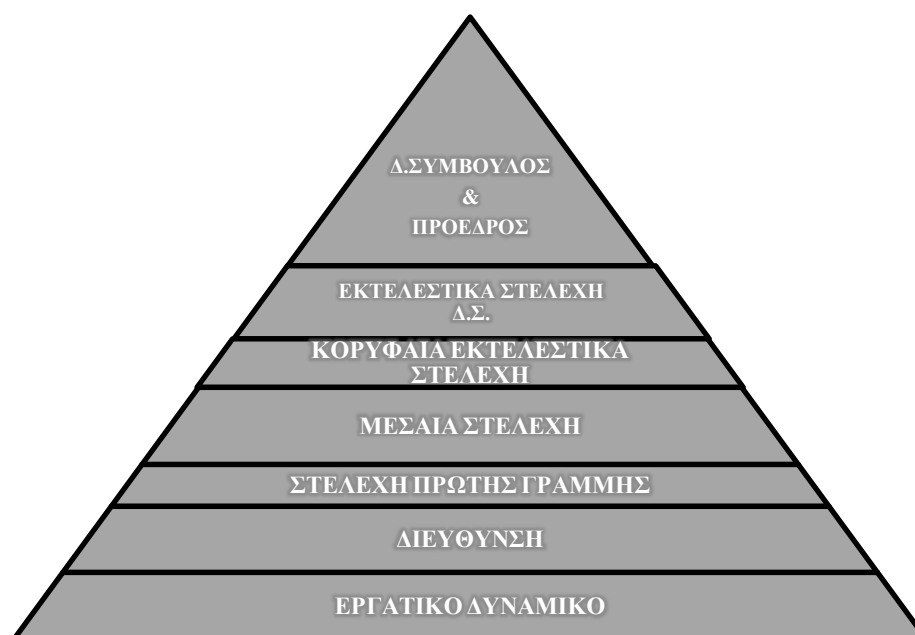 Δ.ΣΥΜΒΟΥΛΟΣ
&
ΠΡΟΕΔΡΟΣ
ΕΚΤΕΛΕΣΤΙΚΑ ΣΤΕΛΕΧΗ
Δ.Σ.
ΚΟΡΥΦΑΙΑ ΕΚΤΕΛΕΣΤΙΚΑ
ΣΤΕΛΕΧΗ
ΜΕΣΑΙΑ ΣΤΕΛΕΧΗ
ΣΤΕΛΕΧΗ ΠΡΩΤΗΣ ΓΡΑΜΜΗΣ
ΔΙΕΥΘΥΝΣΗ
ΕΡΓΑΤΙΚΟ ΔΥΝΑΜΙΚΟ